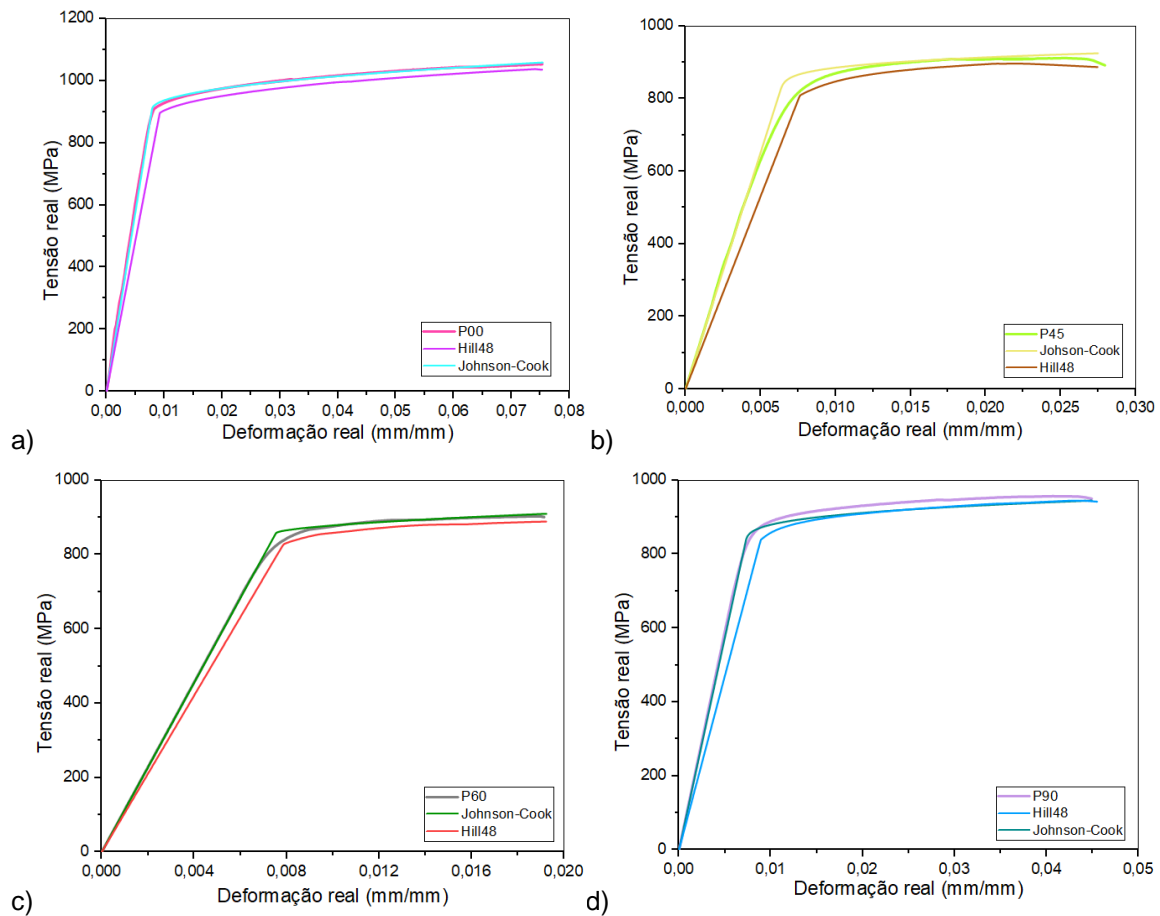 1200
1000
800
600
400
200
0
0,00 0,01 0,02 0,03 0,04 0,05 0,06 0,07 0,08
Tensão real (MPa)
Deformação real (mm/mm)
P00
Hill48
Johnson-Cook
a)
1000
800
600
400
200
0
0,000 0,005 0,010 0,015 0,020 0,025 0,030
Tensão real (MPa)
Deformação real (mm/mm)
P45
Johson-Cook
Hill48
b)
1000
800
600
400
200
0
0,000 0,004 0,008 0,012 0,016 0,020
Tensão real (MPa)
Deformação real (mm/mm)
P60
Johnson-Cook
Hill48
c)
1000
800
600
400
200
0
0,00 0,01 0,02 0,03 0,04 0,05
Tensão real (MPa)
Deformação real (mm/mm)
P90
Hill48
Johnson-Cook
d)